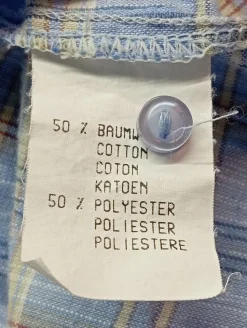 50 % BAUMW
COTTON
COTON
KATOEN
50 % POLYESTER
POLIESTER
POLIESTERE